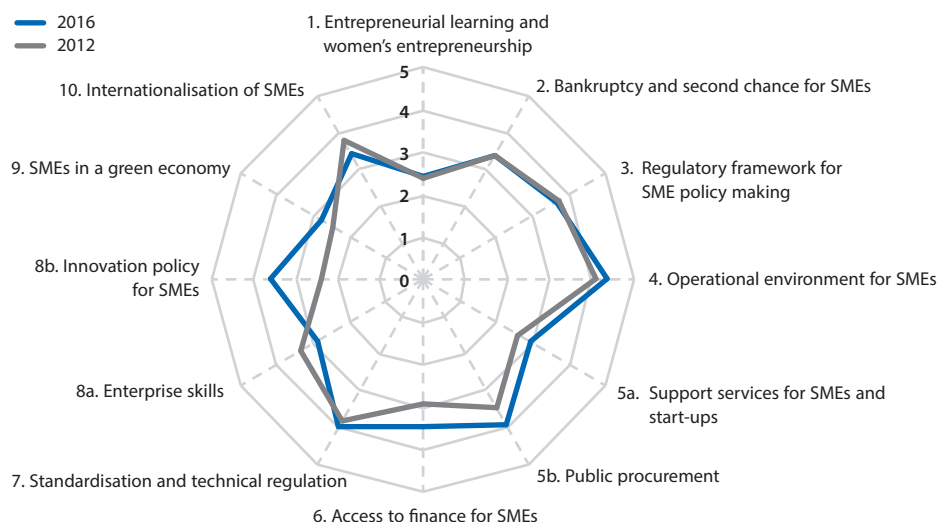 2016
2012
1. Entrepreneurial learning and
women’s entrepreneurship
2. Bankruptcy and second chance for SMEs
3. Regulatory framework for
SME policy making
4. Operational environment for SMEs
5a. Support services for SMEs and
start-ups
5b. Public procurement
6. Access to finance for SMEs
7. Standardisation and technical regulation
8a. Enterprise skills
8b. Innovation policy
for SMEs
9. SMEs in a green economy
10. Internationalisation of SMEs
5
4
3
2
1
0